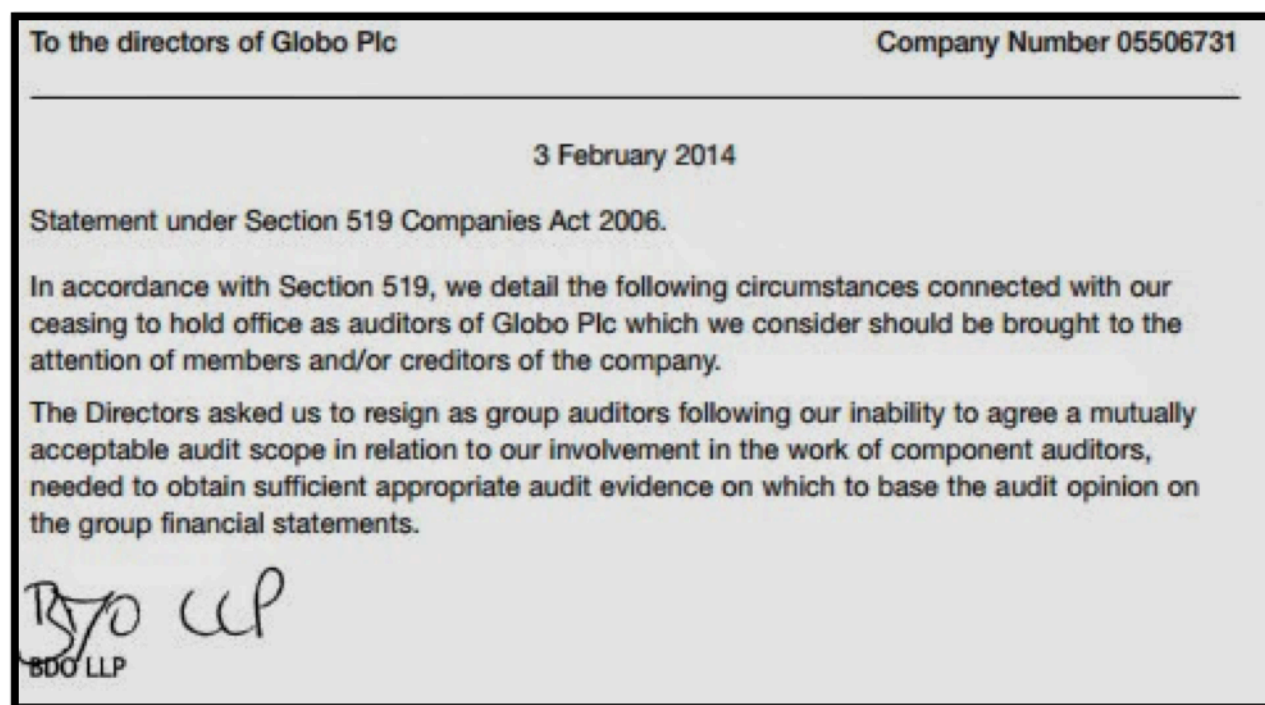 To the directors of Globo Plc Company Number 05506731
3 February 2014
Statement under Section 519 Companies Act 2006.
In accordance with Section 519, we detail the following circumstances connected with our
ceasing to hold office as auditors of Globo Plc which we consider should be brought to the
attention of members and/or creditors of the company.
The Directors asked us to resign as group auditors following our inability to agree a mutually
acceptable audit scope in relation to our involvement in the work of component auditors,
needed to obtain sufficient appropriate audit evidence on which to base the audit opinion on
the group financial statements.
BDO LLP
BDO LLP